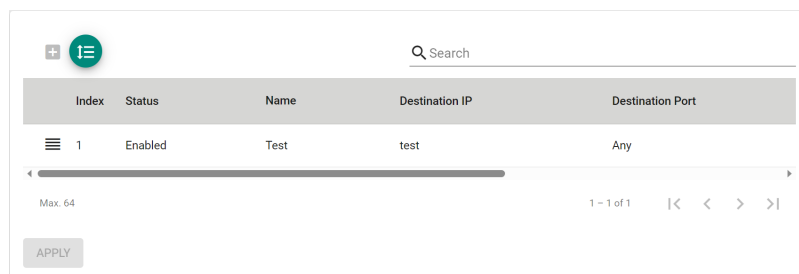 Search
Index Status Name Destination IP Destination Port
1 Enabled Test test Any
Max. 64 1 – 1 of 1
APPLY